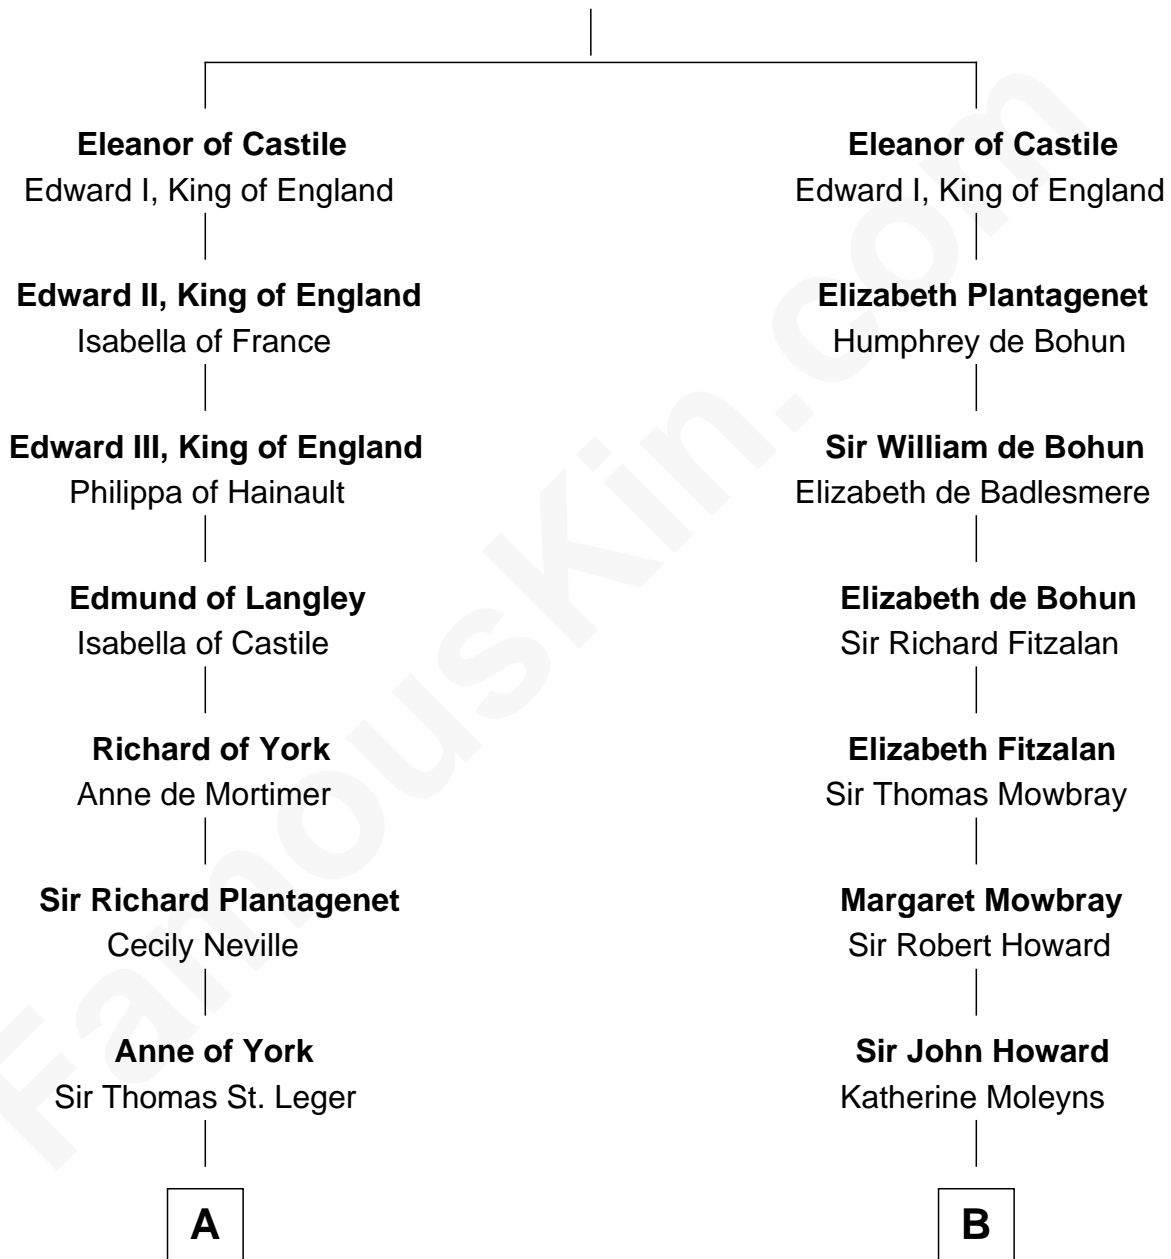 Eleanor of Castile
Edward I, King of England
Edward II, King of England
Isabella of France
Edward III, King of England
Philippa of Hainault
Edmund of Langley
Isabella of Castile
Richard of York
Anne de Mortimer
Sir Richard Plantagenet
Cecily Neville
Anne of York
Sir Thomas St. Leger
A
Eleanor of Castile
Edward I, King of England
Elizabeth Plantagenet
Humphrey de Bohun
Sir William de Bohun
Elizabeth de Badlesmere
Elizabeth de Bohun
Sir Richard Fitzalan
Elizabeth Fitzalan
Sir Thomas Mowbray
Margaret Mowbray
Sir Robert Howard
Sir John Howard
Katherine Moleyns
B
FamousKin.com